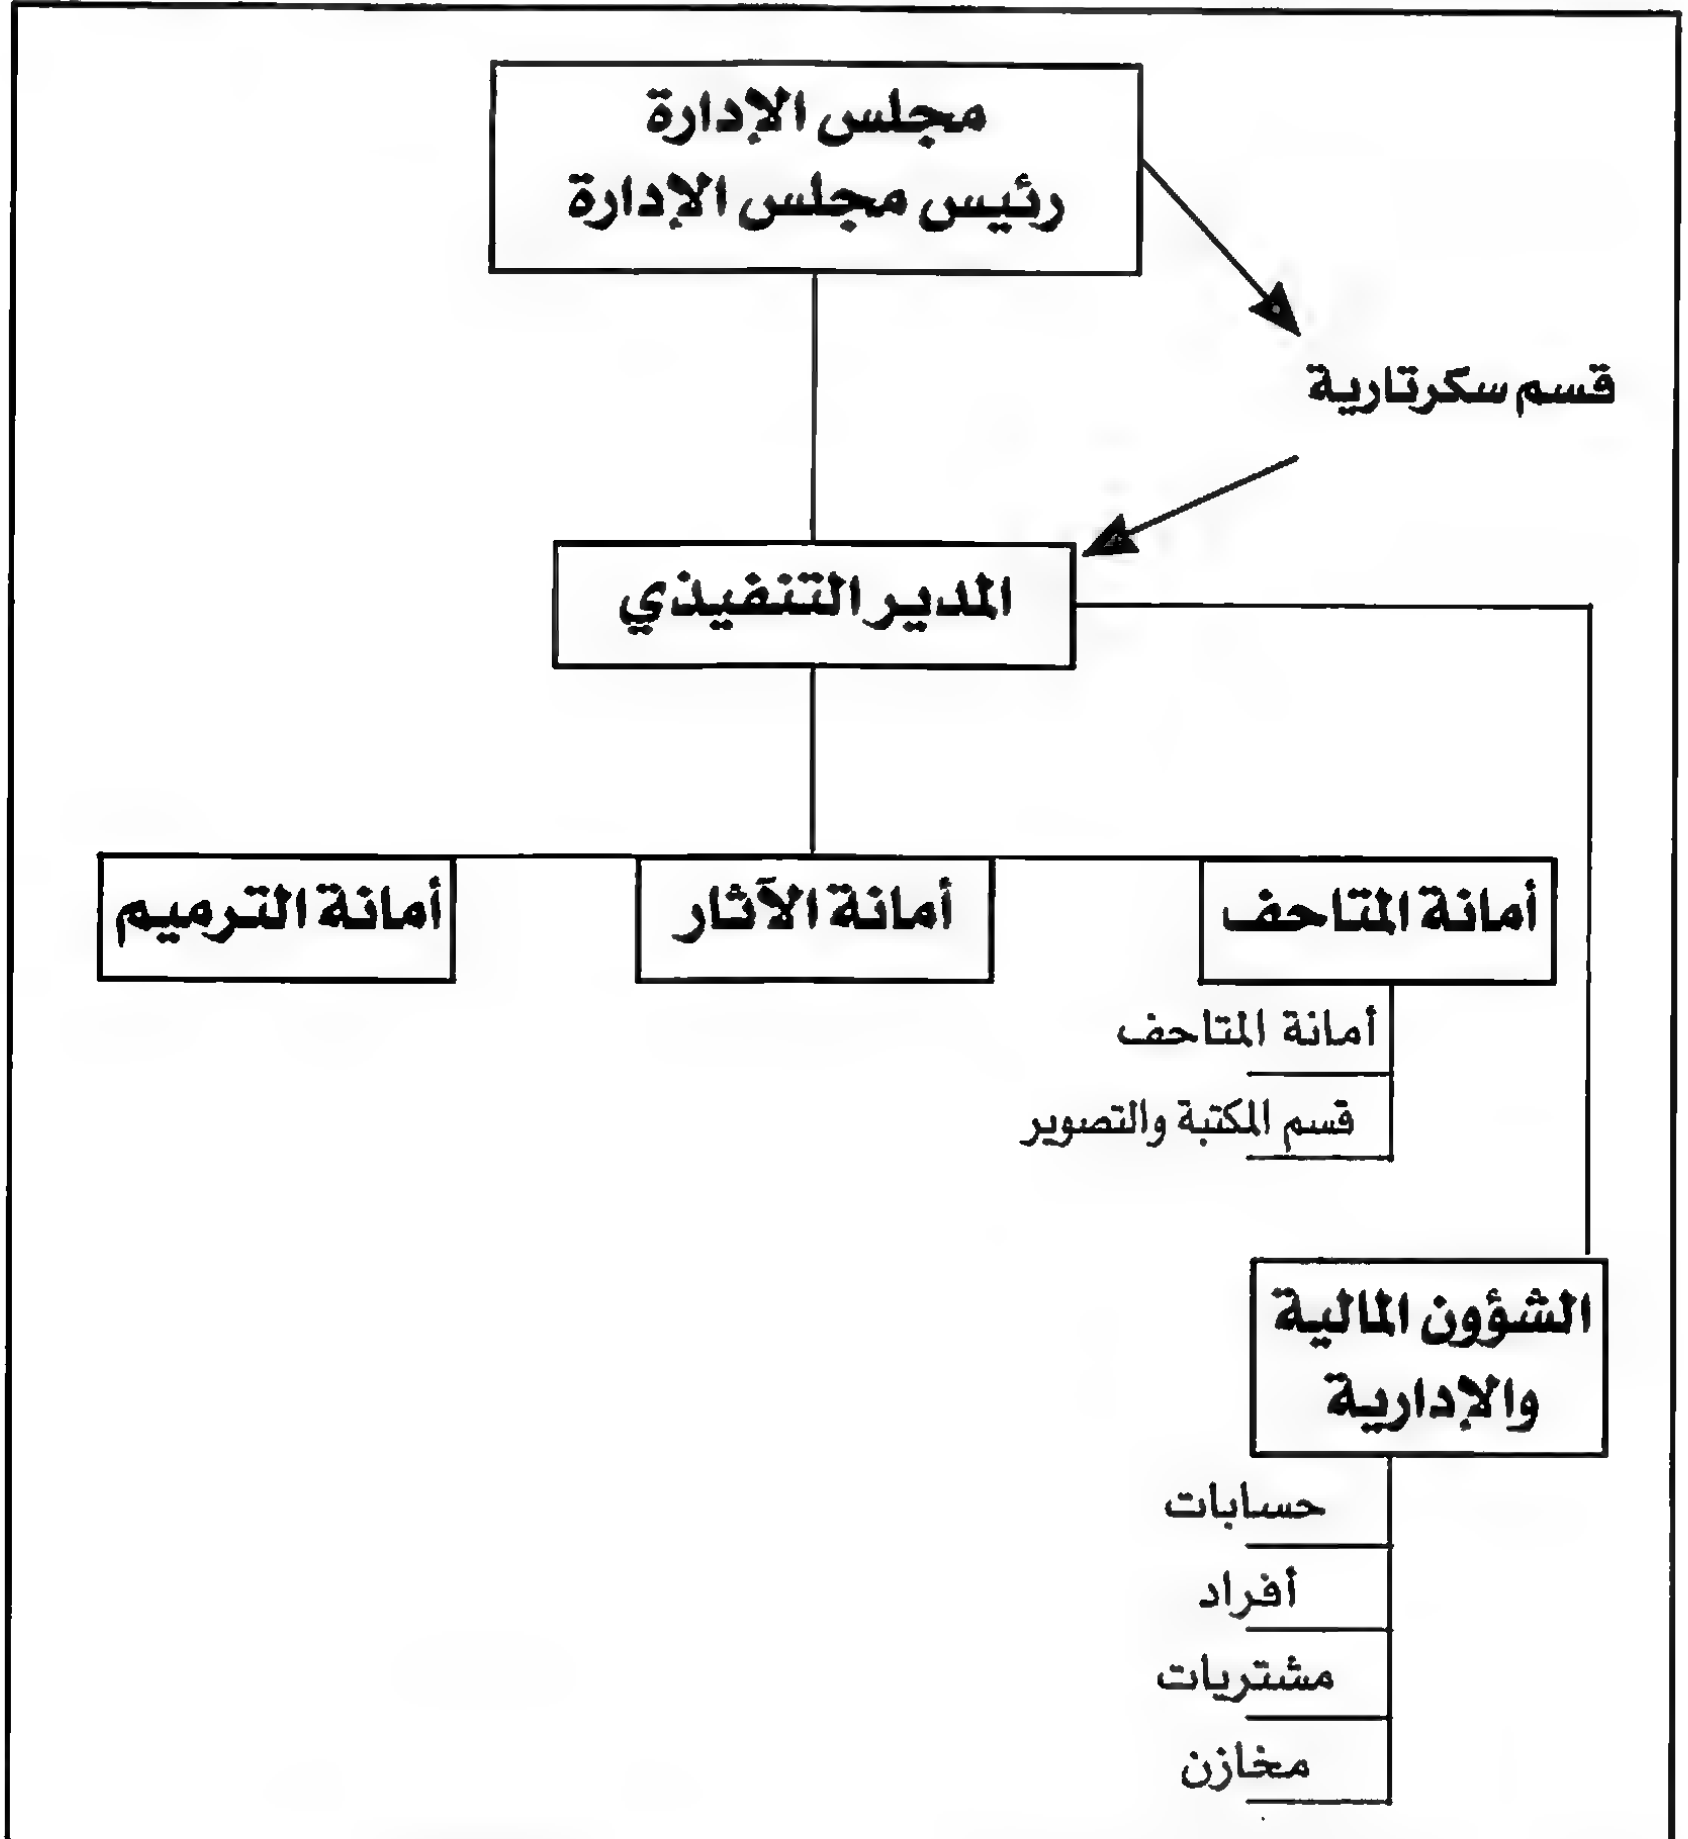 مجلس الإدارة
رئيس مجلس الإدارة
قسم سكرتارية
المدير التنفيذي
أمانة المتاحف
أمانة الآثار
أمانة الترميم
أمانة المتاحف
قسم المكتبة والتصوير
الشؤون المالية
والإدارية
حسابات
أفراد
مشتريات
مخازن